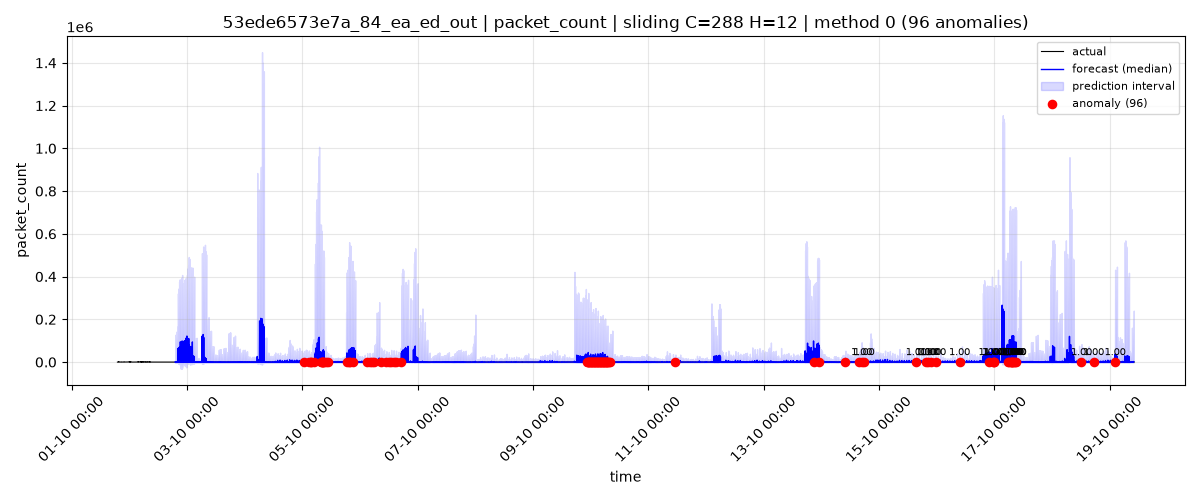 53ede6573e7a_84_ea_ed_out | packet_count | sliding C=288 H=12 | method 0 (96 anomalies)
1e6
actual
forecast (median)
prediction interval
anomaly (96)
packet_count
1.4
1.2
1.0
0.8
0.6
0.4
0.2
0.0
1.00
1.00
1.00
01-10 00:00
03-10 00:00
05-10 00:00
07-10 00:00
09-10 00:00
11-10 00:00
13-10 00:00
15-10 00:00
17-10 00:00
19-10 00:00
time